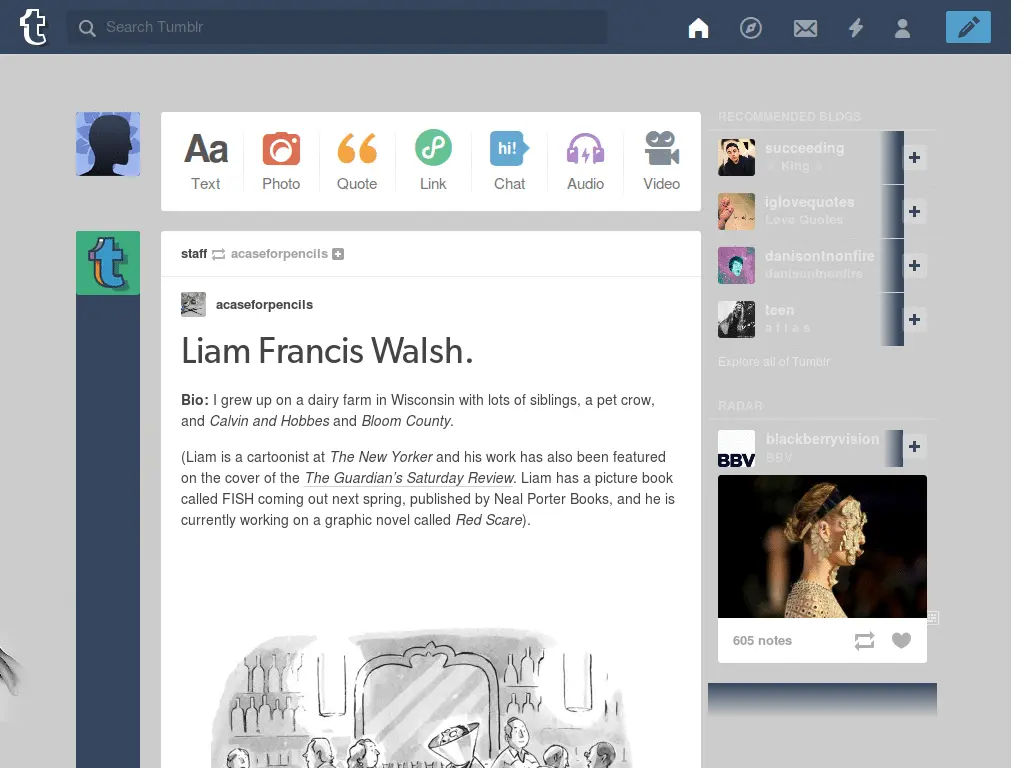 Search Tumblr
Aa
Text
Photo
Quote
Link
hi!
Chat
Audio
Video
staff acaseforpencils
acaseforpencils
Liam Francis Walsh.
Bio: I grew up on a dairy farm in Wisconsin with lots of siblings, a pet crow,
and Calvin and Hobbes and Bloom County.
(Liam is a cartoonist at The New Yorker and his work has also been featured
on the cover of the The Guardian’s Saturday Review. Liam has a picture book
called FISH coming out next spring, published by Neal Porter Books, and he is
currently working on a graphic novel called Red Scare).
RECOMMENDED BLOGS
succeeding
King
iglovequotes
Love Quotes
danisontnonfire
danisontnonfire
teen
a t l a s
Explore all of Tumblr
RADAR
BBV
blackberryvision
BBV
605 notes